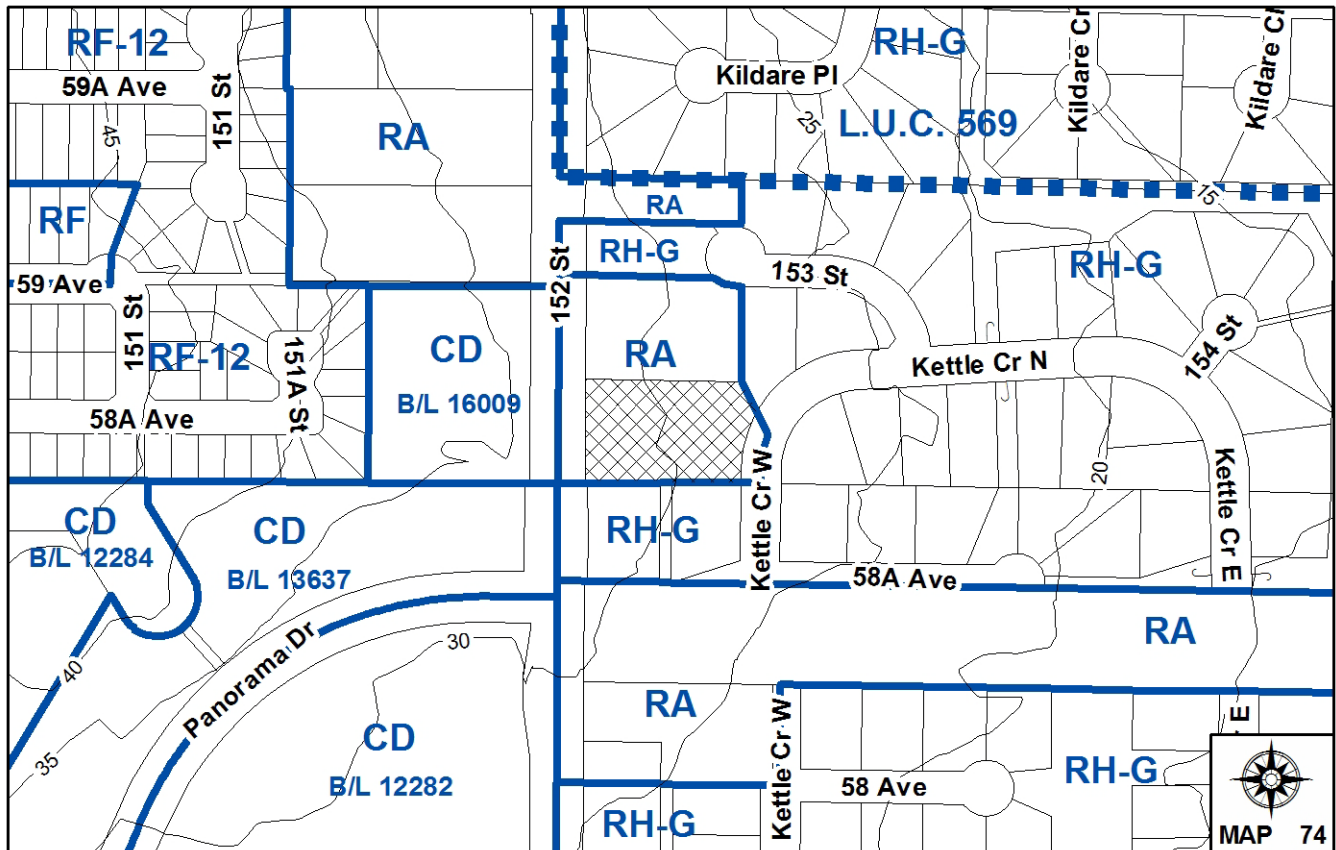 RF-12
59A Ave
45
151 St
RA
Kildare Pl
RH-G
Kildare Cr
25
L.U.C. 569
RF
RA
15
59 Ave
151 St
152 St
RH-G
153 St
RH-G
RF-12
151A St
CD
B/L 16009
RA
Kettle Cr N
154 St
58A Ave
Kettle Cr W
20
Kettle Cr E
CD
B/L 12284
CD
B/L 13637
RH-G
58A Ave
RA
40
Panorama Dr
30
RA
Kettle Cr W
E
35
CD
B/L 12282
RH-G
58 Ave
RH-G
MAP 74